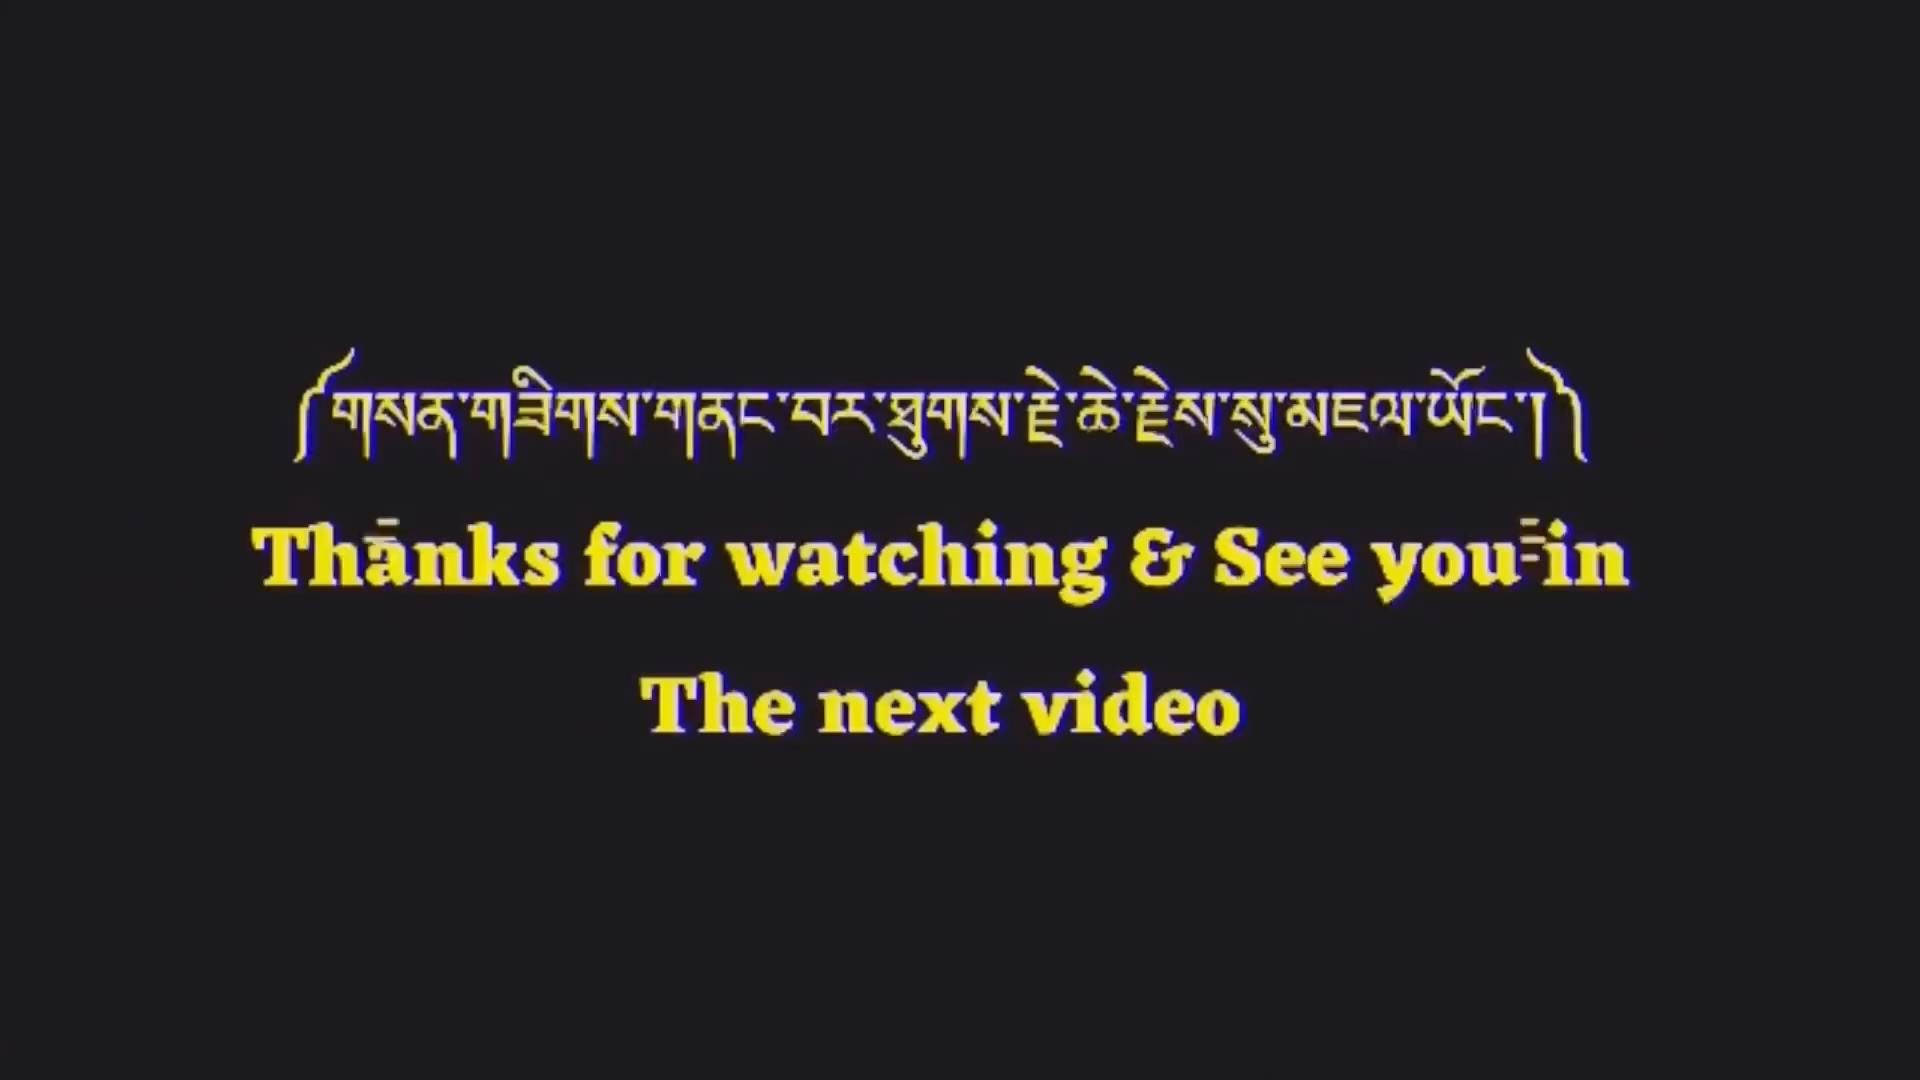 ༼གསན་གཟིགས་གནང་བར་ཐུགས་རྗེ་ཆེ་རྗེས་སུ་མཇལ་ཡོང་།༽
Thanks for watching & See you in
The next video